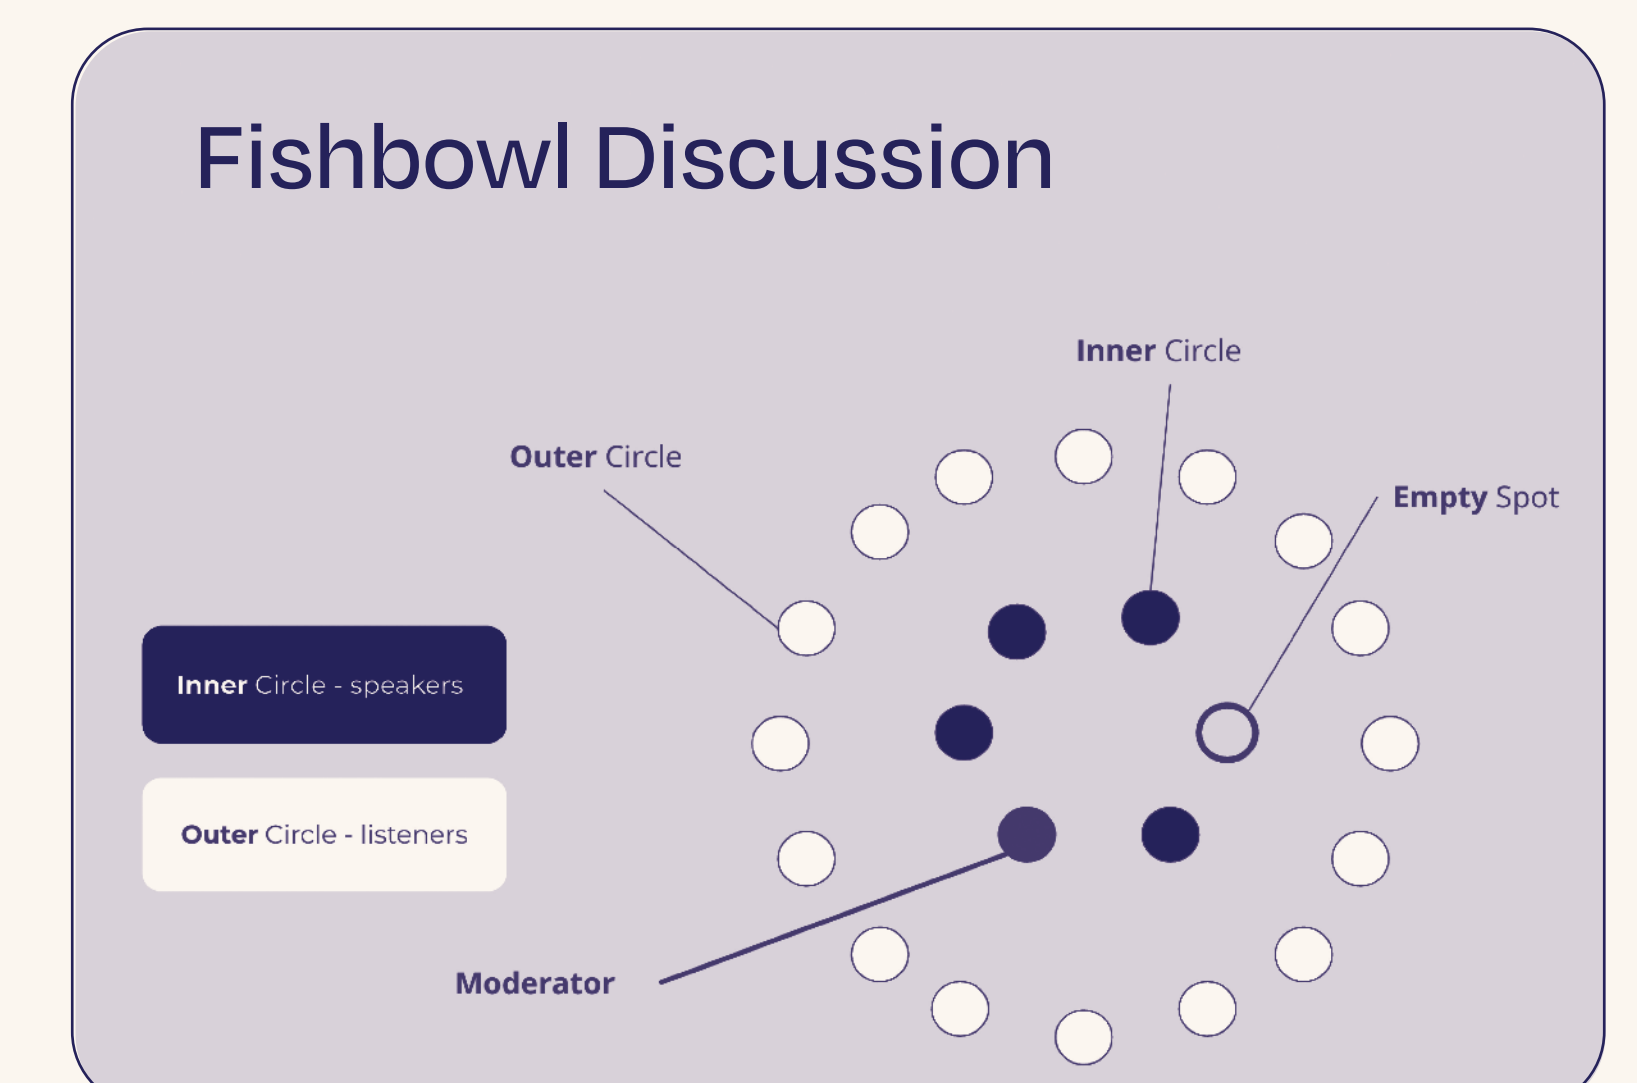 Fishbowl Discussion
Inner Circle
Outer Circle
Empty Spot
Inner Circle - speakers
Outer Circle - listeners
Moderator